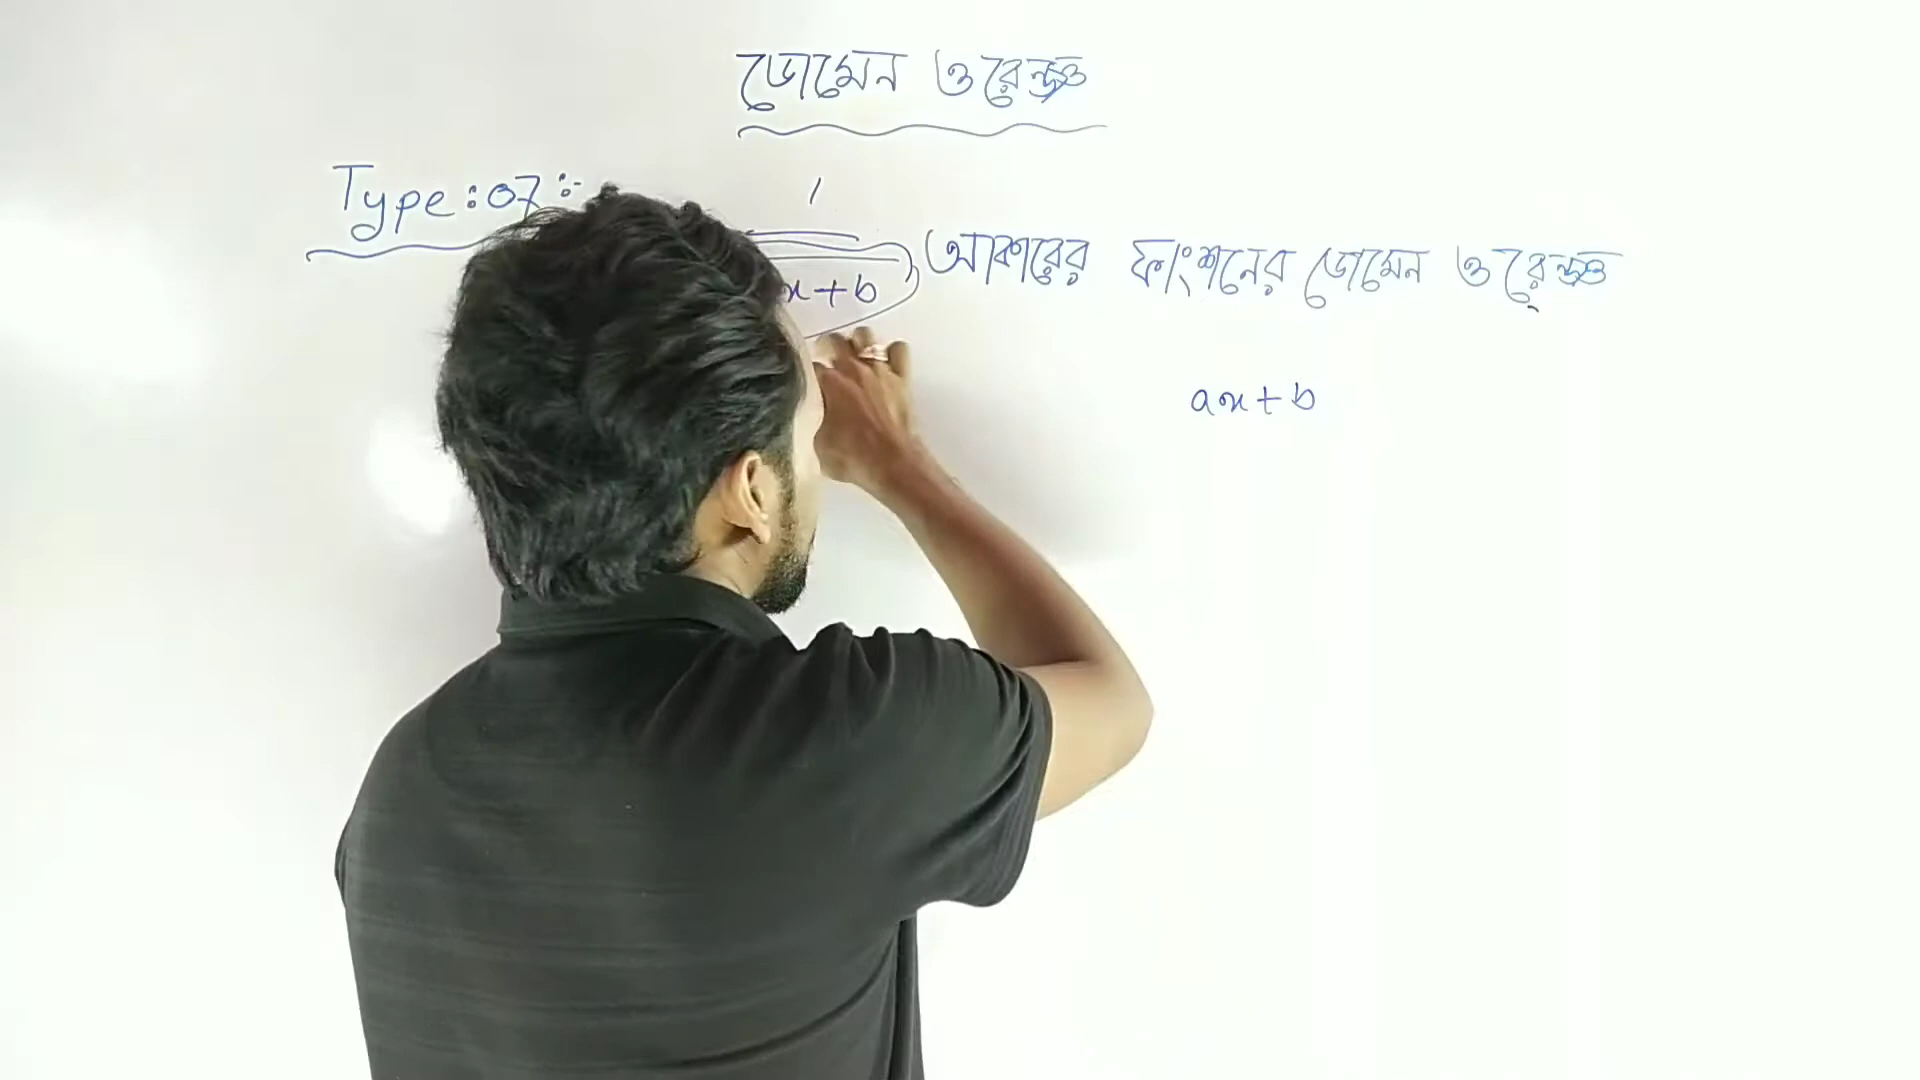 ডোমেন ও রেন্জ
Type:07:-
1
x+b আকারের ফাংশনের ডোমেন ও রেন্জ
ax+b